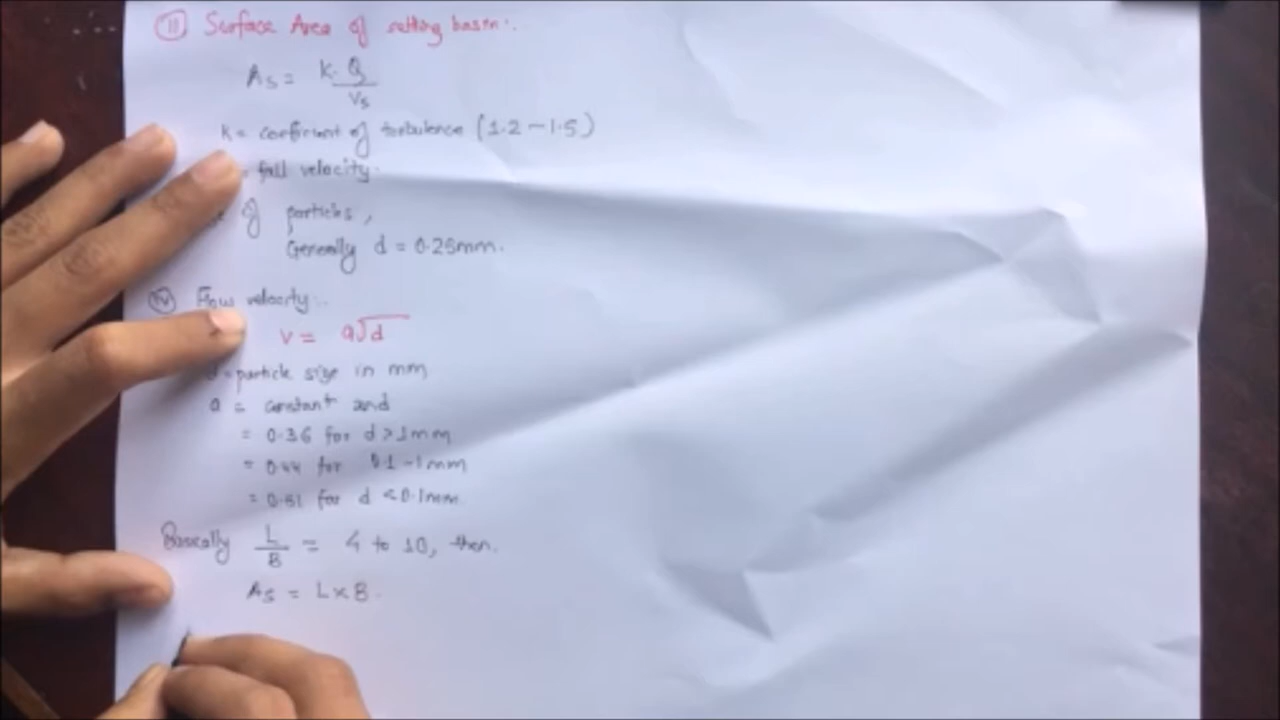 (III) Surface Area of settling basin:.
As = K. Q / Vs
K = cofficient of turbulence (1.2 – 1.5)
= fall velocity.
of particles,
Generally d = 0.25mm.
(IV) Flow velocity:.
V = a√d
d = particle size in mm
a = constant and
= 0.36 for d > 1mm
= 0.44 for 0.1 – 1mm
= 0.51 for d < 0.1mm.
Basically L/B = 4 to 10, then.
As = L x B.